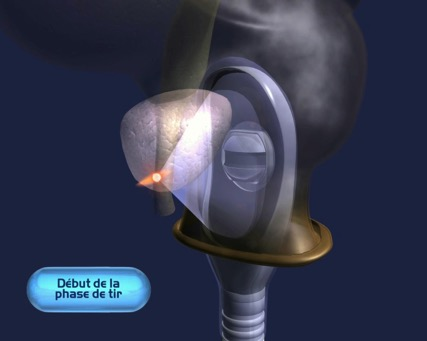 Début de la
phase de tir